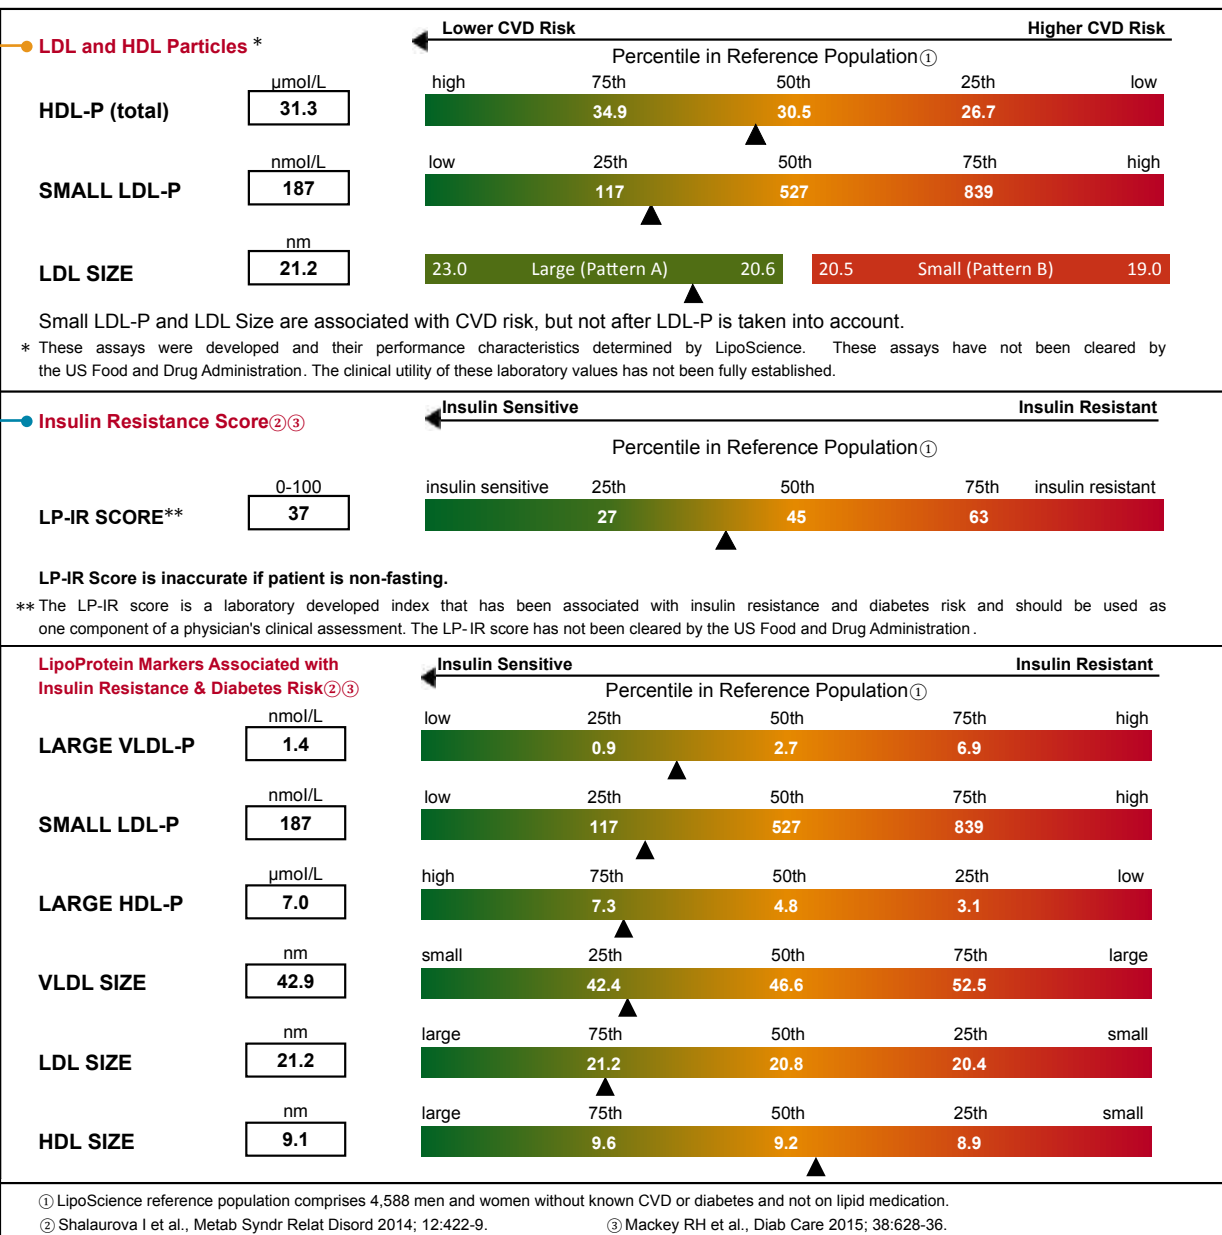 Lower CVD Risk Higher CVD Risk
LDL and HDL Particles *
Percentile in Reference Population①
µmol/L high 75th 50th 25th low
HDL-P (total) 31.3 34.9 30.5 26.7
nmol/L low 25th 50th 75th high
SMALL LDL-P 187 117 527 839
nm
LDL SIZE 21.2 23.0 Large (Pattern A) 20.6 20.5 Small (Pattern B) 19.0
Small LDL-P and LDL Size are associated with CVD risk, but not after LDL-P is taken into account.
* These assays were developed and their performance characteristics determined by LipoScience. These assays have not been cleared by
the US Food and Drug Administration. The clinical utility of these laboratory values has not been fully established.
Insulin Sensitive Insulin Resistant
Insulin Resistance Score②③
Percentile in Reference Population①
0-100 insulin sensitive 25th 50th 75th insulin resistant
LP-IR SCORE** 37 27 45 63
LP-IR Score is inaccurate if patient is non-fasting.
** The LP-IR score is a laboratory developed index that has been associated with insulin resistance and diabetes risk and should be used as
one component of a physician's clinical assessment. The LP-IR score has not been cleared by the US Food and Drug Administration.
LipoProtein Markers Associated with Insulin Sensitive Insulin Resistant
Insulin Resistance & Diabetes Risk②③ Percentile in Reference Population①
nmol/L low 25th 50th 75th high
LARGE VLDL-P 1.4 0.9 2.7 6.9
nmol/L low 25th 50th 75th high
SMALL LDL-P 187 117 527 839
µmol/L high 75th 50th 25th low
LARGE HDL-P 7.0 7.3 4.8 3.1
nm small 25th 50th 75th large
VLDL SIZE 42.9 42.4 46.6 52.5
nm large 75th 50th 25th small
LDL SIZE 21.2 21.2 20.8 20.4
nm large 75th 50th 25th small
HDL SIZE 9.1 9.6 9.2 8.9
① LipoScience reference population comprises 4,588 men and women without known CVD or diabetes and not on lipid medication.
② Shalaurova I et al., Metab Syndr Relat Disord 2014; 12:422-9. ③ Mackey RH et al., Diab Care 2015; 38:628-36.